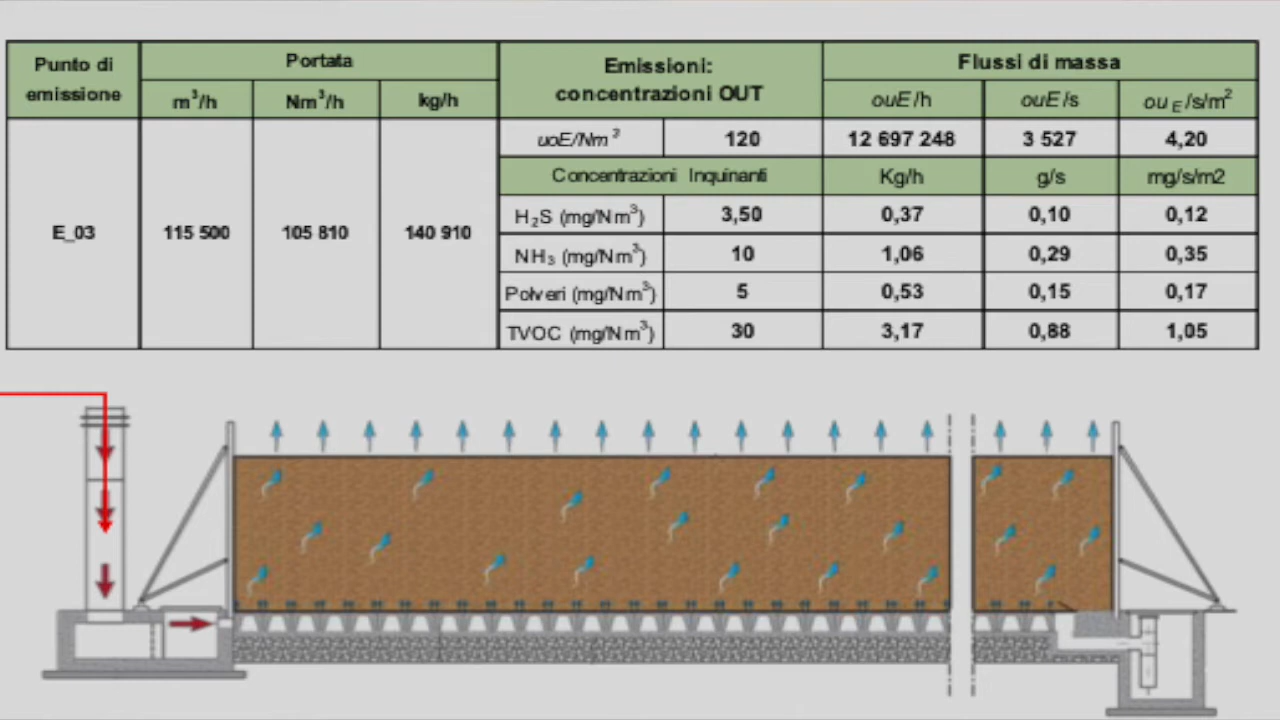 Punto di emissione
Portata
Emissioni:
concentrazioni OUT
Flussi di massa
m³/h Nm³/h kg/h
ouE/h ouE/s ou E /s/m²
uoE/Nm ³ 120 12 697 248 3 527 4,20
Concentrazioni Inquinanti Kg/h g/s mg/s/m2
E_03 115 500 105 810 140 910
H₂S (mg/Nm³) 3,50 0,37 0,10 0,12
NH₃ (mg/Nm³) 10 1,06 0,29 0,35
Polveri (mg/Nm³) 5 0,53 0,15 0,17
TVOC (mg/Nm³) 30 3,17 0,88 1,05